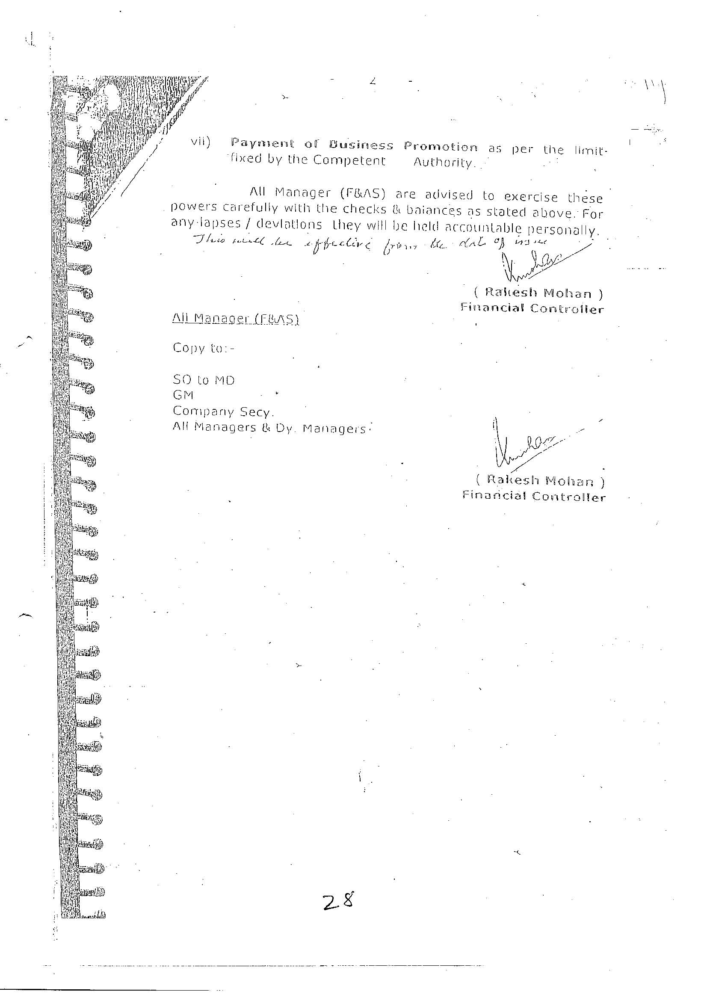 - 2 -
vii) Payment of Business Promotion as per the limit
fixed by the Competent Authority.
All Manager (F&AS) are advised to exercise these
powers carefully with the checks & balances as stated above. For
any lapses / deviations they will be held accountable personally.
This will be effective from the date of issue
( Rakesh Mohan )
Financial Controller
All Manager (F&AS)
Copy to:-
SO to MD
GM
Company Secy.
All Managers & Dy. Managers
( Rakesh Mohan )
Financial Controller
28